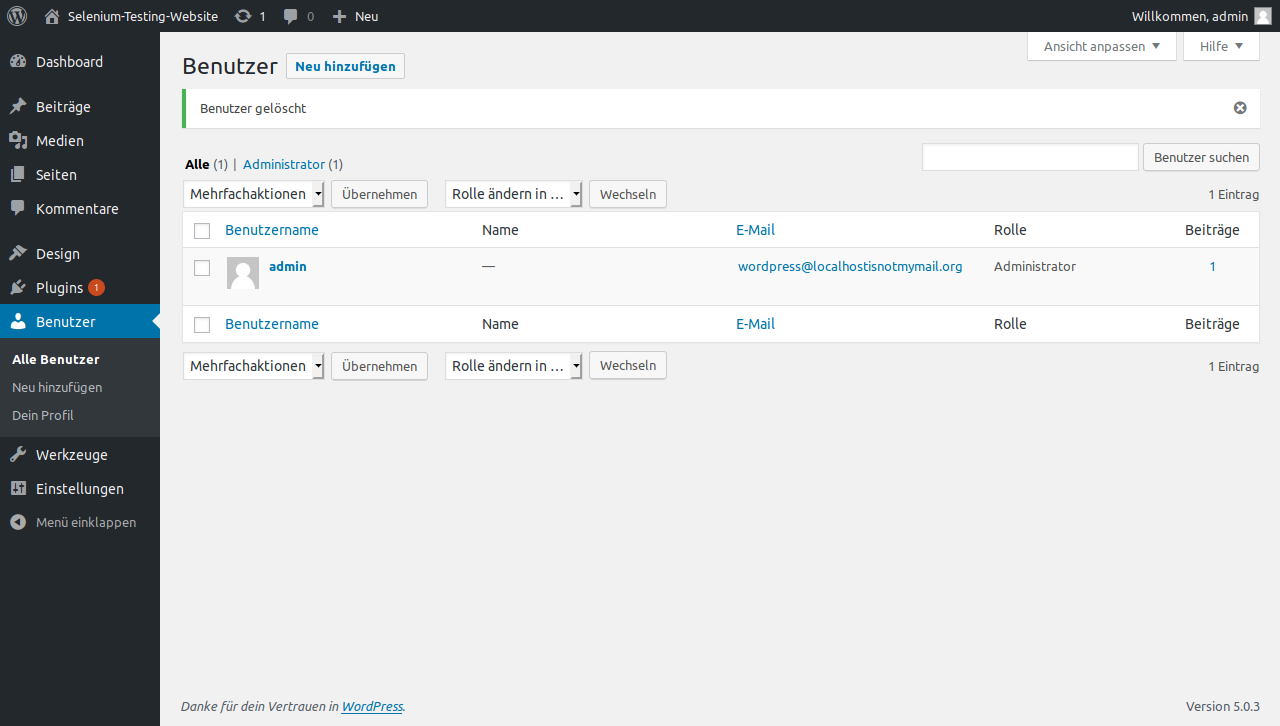 Selenium-Testing-Website 1 0 Neu Willkommen, admin
Dashboard
Beiträge
Medien
Seiten
Kommentare
Design
Plugins 1
Benutzer
Alle Benutzer
Neu hinzufügen
Dein Profil
Werkzeuge
Einstellungen
Menü einklappen
Ansicht anpassen Hilfe
Benutzer Neu hinzufügen
Benutzer gelöscht
Alle (1) | Administrator (1) Benutzer suchen
Mehrfachaktionen Übernehmen Rolle ändern in … Wechseln 1 Eintrag
Benutzername Name E-Mail Rolle Beiträge
admin — wordpress@localhostisnotmymail.org Administrator 1
Benutzername Name E-Mail Rolle Beiträge
Mehrfachaktionen Übernehmen Rolle ändern in … Wechseln 1 Eintrag
Danke für dein Vertrauen in WordPress. Version 5.0.3